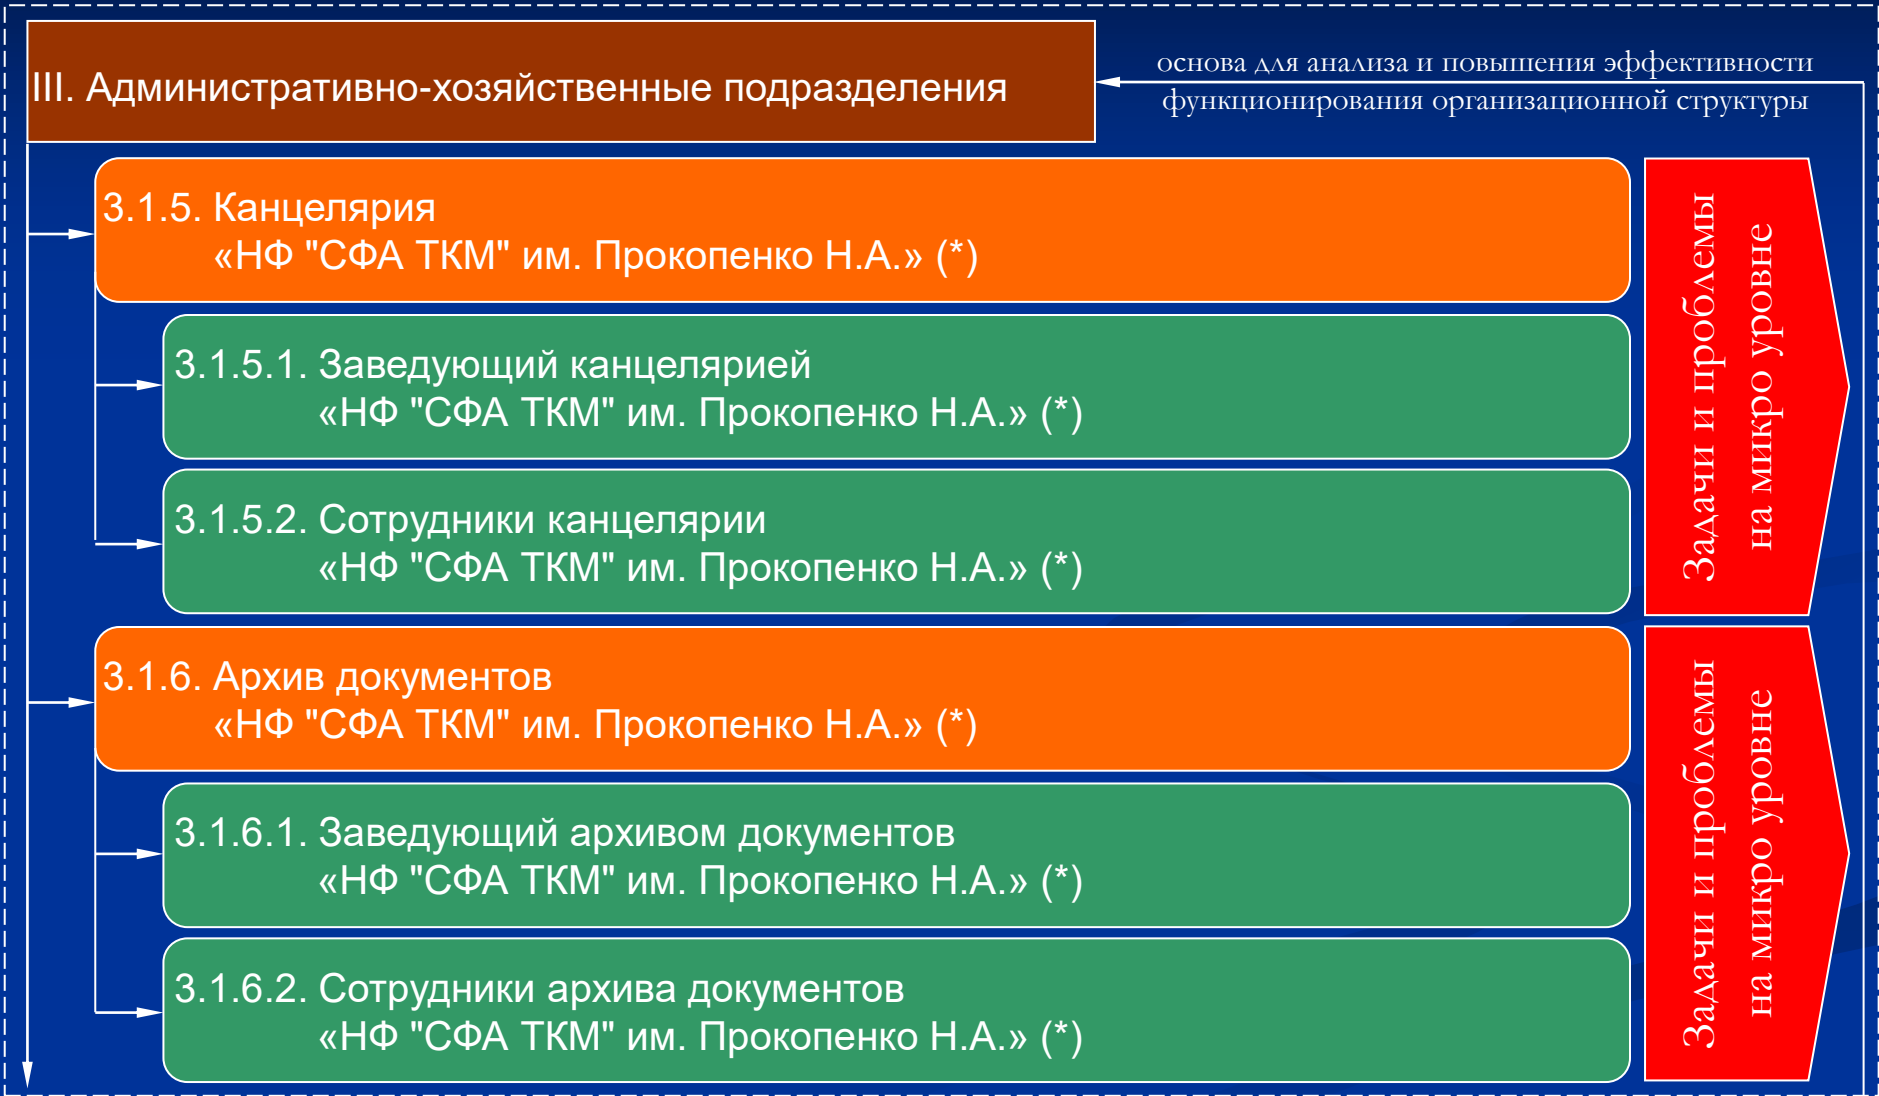 III. Административно-хозяйственные подразделения
основа для анализа и повышения эффективности
функционирования организационной структуры
3.1.5. Канцелярия
«НФ "СФА ТКМ" им. Прокопенко Н.А.» (*)
3.1.5.1. Заведующий канцелярией
«НФ "СФА ТКМ" им. Прокопенко Н.А.» (*)
3.1.5.2. Сотрудники канцелярии
«НФ "СФА ТКМ" им. Прокопенко Н.А.» (*)
Задачи и проблемы
на микро уровне
3.1.6. Архив документов
«НФ "СФА ТКМ" им. Прокопенко Н.А.» (*)
3.1.6.1. Заведующий архивом документов
«НФ "СФА ТКМ" им. Прокопенко Н.А.» (*)
3.1.6.2. Сотрудники архива документов
«НФ "СФА ТКМ" им. Прокопенко Н.А.» (*)
Задачи и проблемы
на микро уровне